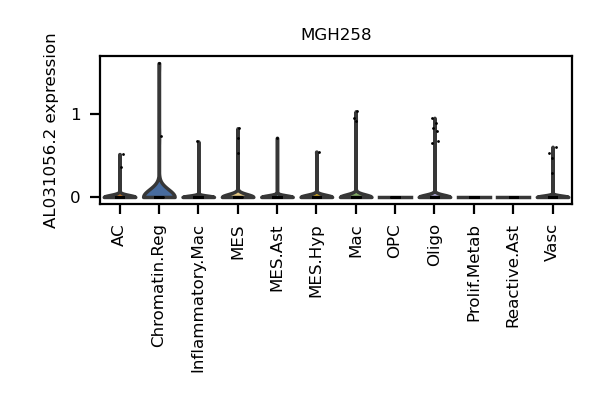 MGH258
AL031056.2 expression
1
0
AC
Chromatin.Reg
Inflammatory.Mac
MES
MES.Ast
MES.Hyp
Mac
OPC
Oligo
Prolif.Metab
Reactive.Ast
Vasc